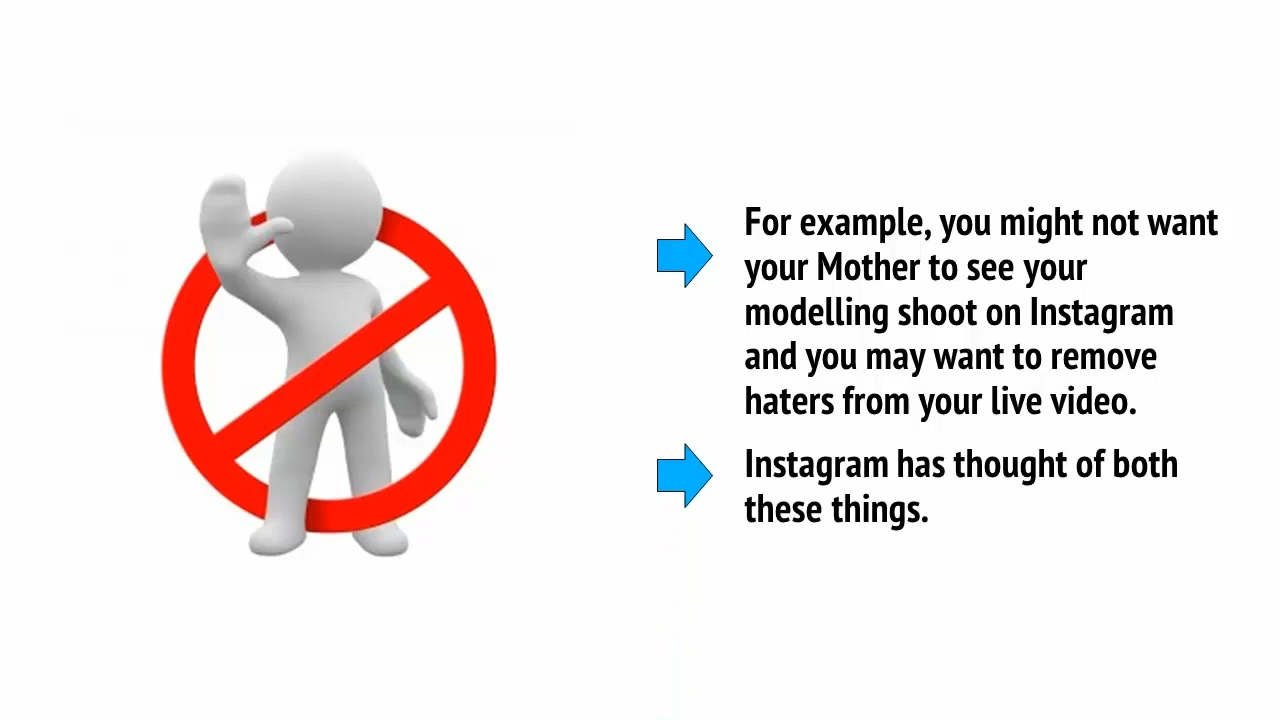 For example, you might not want
your Mother to see your
modelling shoot on Instagram
and you may want to remove
haters from your live video.
Instagram has thought of both
these things.